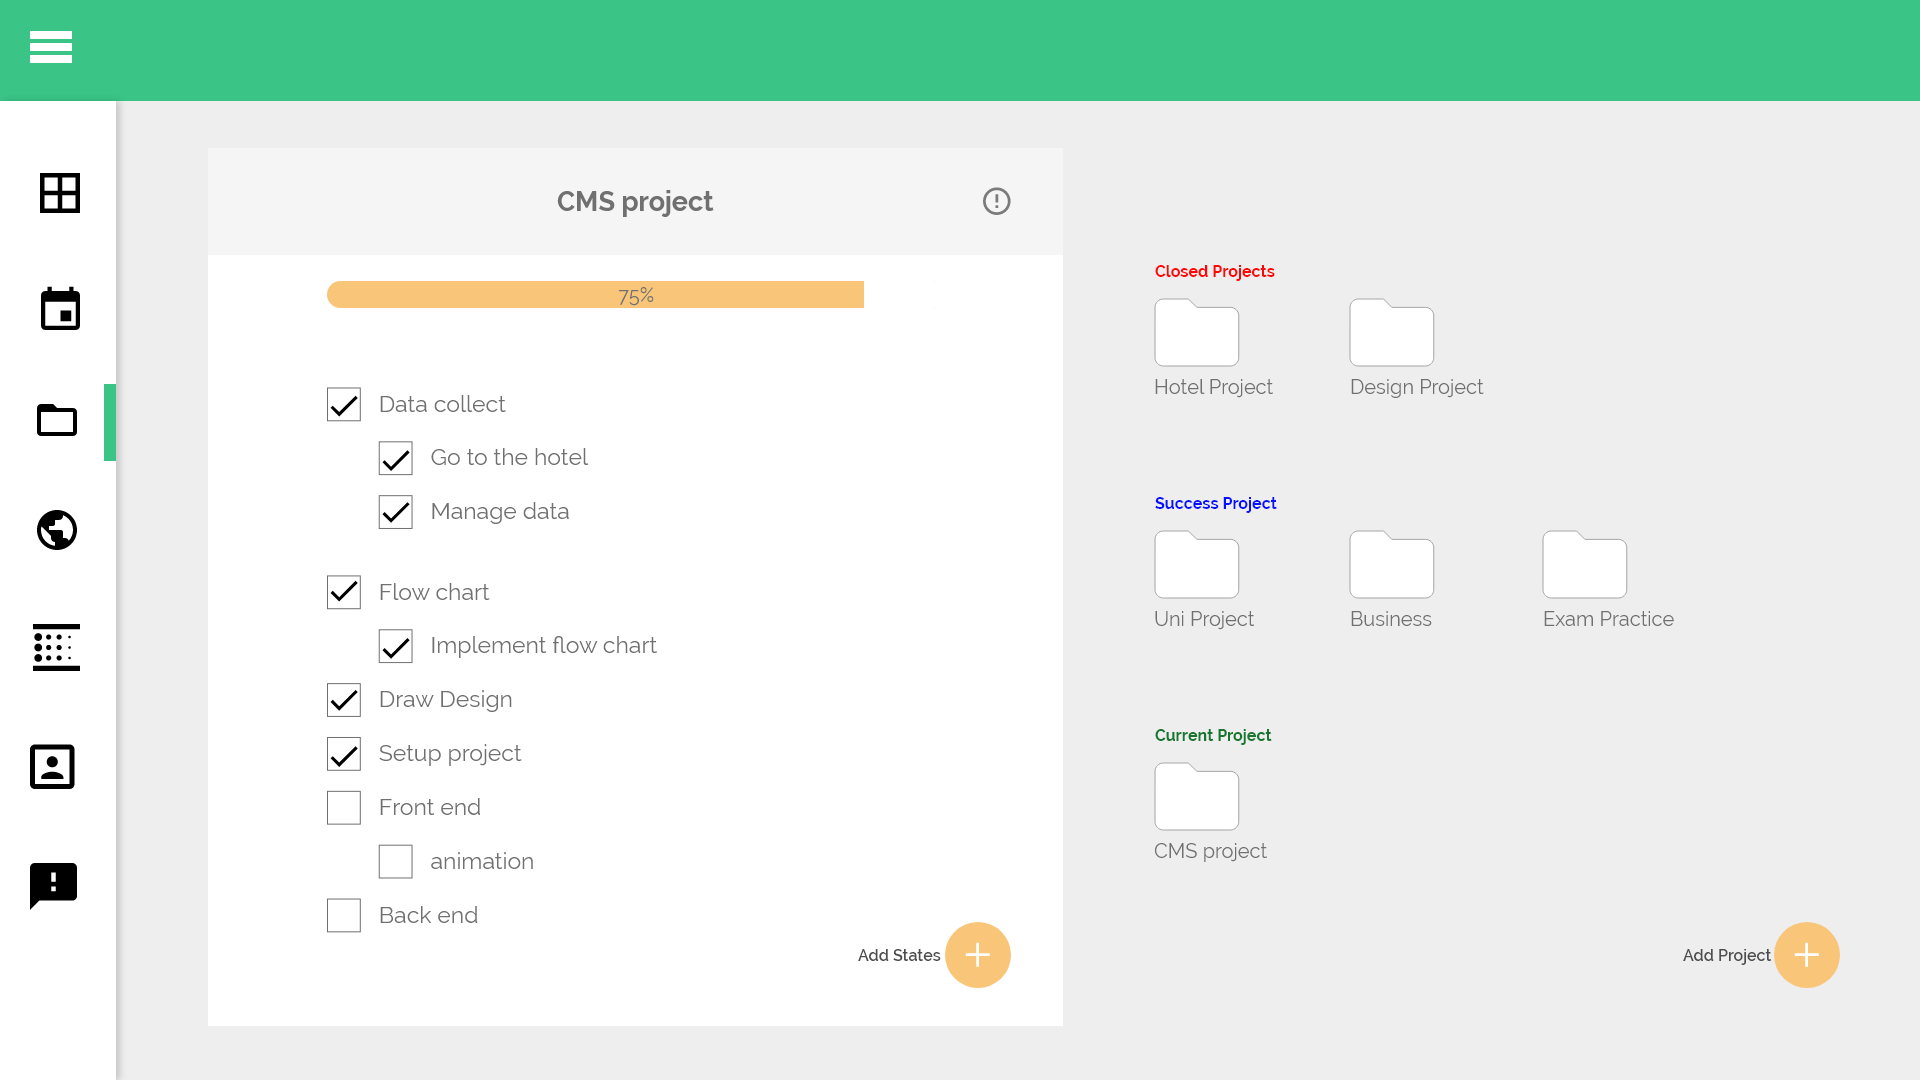 CMS project
75%
Data collect
Go to the hotel
Manage data
Flow chart
Implement flow chart
Draw Design
Setup project
Front end
animation
Back end
Add States
Closed Projects
Hotel Project
Design Project
Success Project
Uni Project
Business
Exam Practice
Current Project
CMS project
Add Project